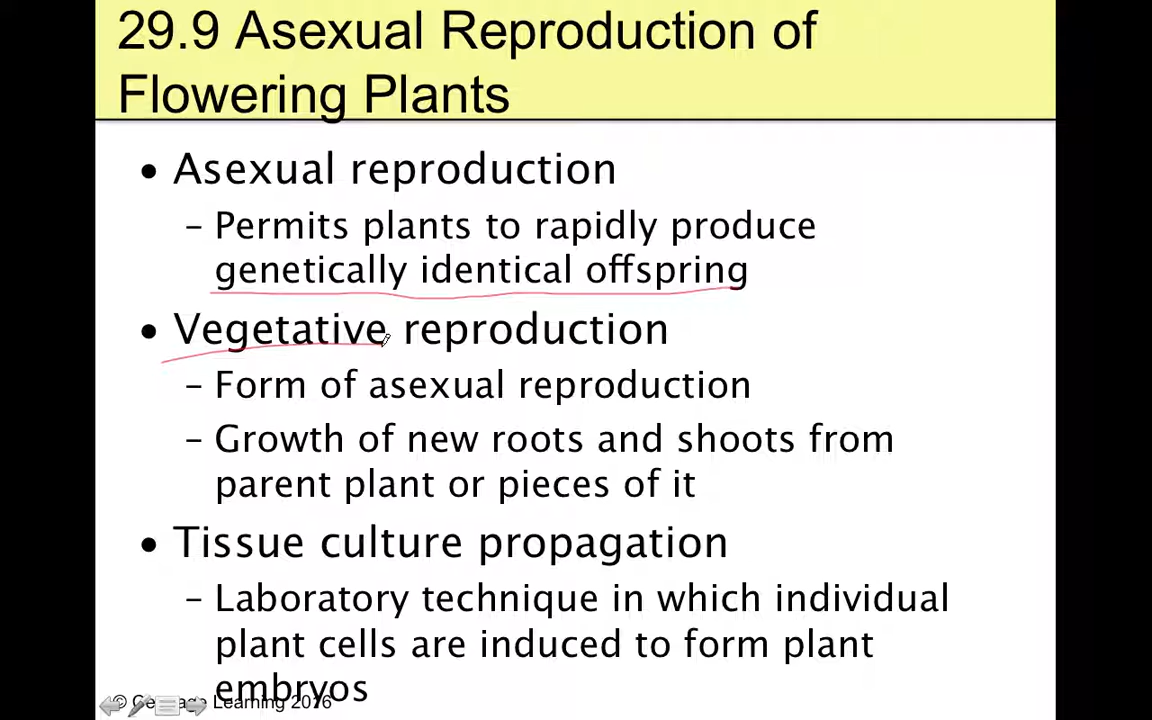 29.9 Asexual Reproduction of
Flowering Plants
• Asexual reproduction
– Permits plants to rapidly produce
genetically identical offspring
• Vegetative reproduction
– Form of asexual reproduction
– Growth of new roots and shoots from
parent plant or pieces of it
• Tissue culture propagation
– Laboratory technique in which individual
plant cells are induced to form plant
embryos
© Cengage Learning 2016